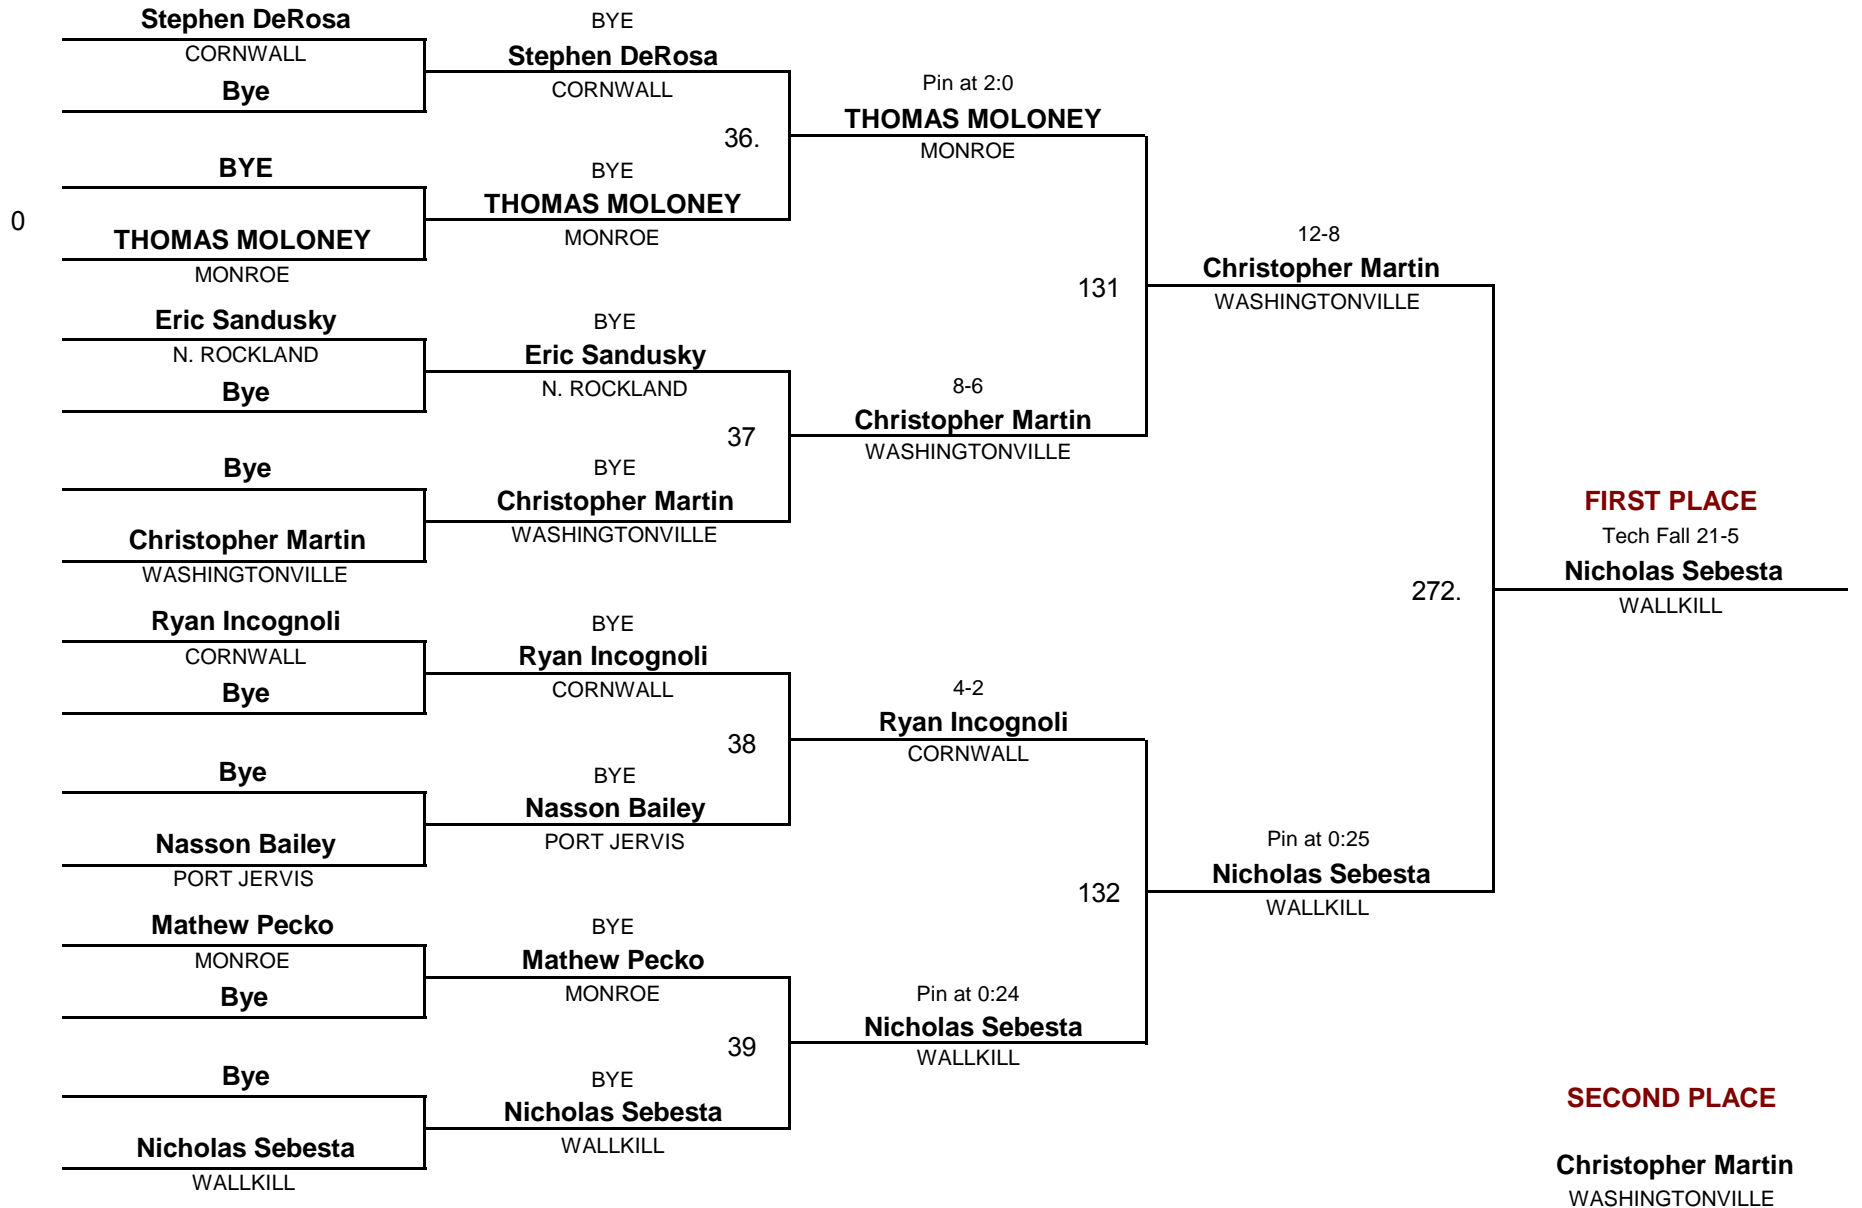 Stephen DeRosa
CORNWALL
Bye
BYE
THOMAS MOLONEY
MONROE
0
Eric Sandusky
N. ROCKLAND
Bye
Bye
Christopher Martin
WASHINGTONVILLE
Ryan Incognoli
CORNWALL
Bye
Bye
Nasson Bailey
PORT JERVIS
Mathew Pecko
MONROE
Bye
Bye
Nicholas Sebesta
WALLKILL
BYE
Stephen DeRosa
CORNWALL
36.
BYE
THOMAS MOLONEY
MONROE
BYE
Eric Sandusky
N. ROCKLAND
37
BYE
Christopher Martin
WASHINGTONVILLE
BYE
Ryan Incognoli
CORNWALL
38
BYE
Nasson Bailey
PORT JERVIS
BYE
Mathew Pecko
MONROE
39
BYE
Nicholas Sebesta
WALLKILL
Pin at 2:0
THOMAS MOLONEY
MONROE
131
8-6
Christopher Martin
WASHINGTONVILLE
4-2
Ryan Incognoli
CORNWALL
132
Pin at 0:24
Nicholas Sebesta
WALLKILL
12-8
Christopher Martin
WASHINGTONVILLE
272.
Pin at 0:25
Nicholas Sebesta
WALLKILL
FIRST PLACE
Tech Fall 21-5
Nicholas Sebesta
WALLKILL
SECOND PLACE
Christopher Martin
WASHINGTONVILLE